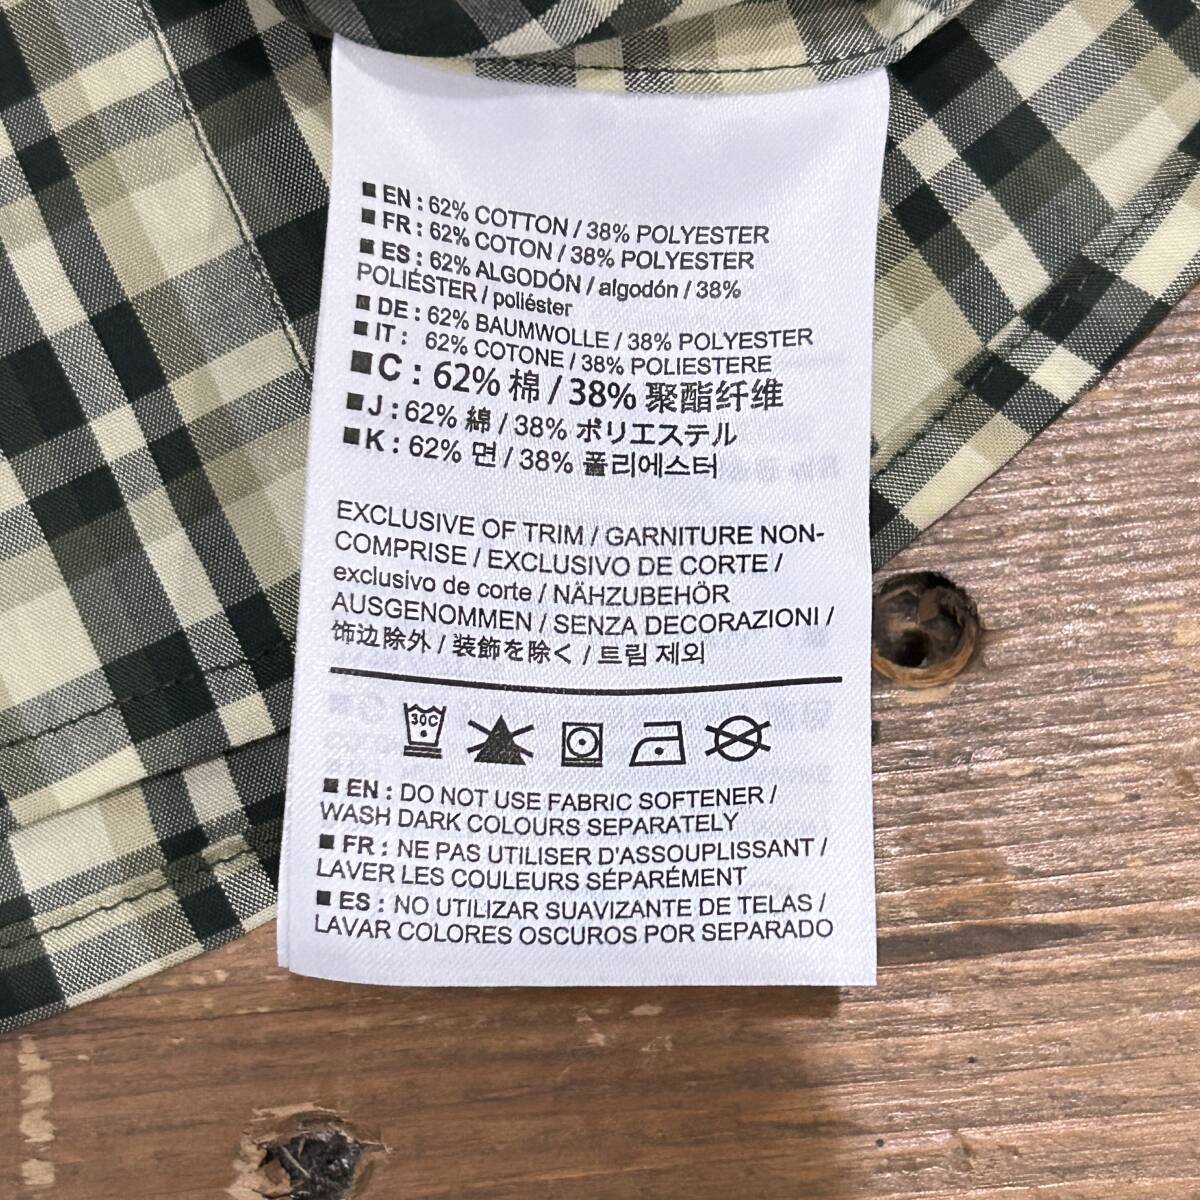 ■ EN : 62% COTTON / 38% POLYESTER
■ FR : 62% COTON / 38% POLYESTER
■ ES : 62% ALGODÓN / algodón / 38%
POLIÉSTER / poliéster
■ DE : 62% BAUMWOLLE / 38% POLYESTER
■ IT : 62% COTONE / 38% POLIESTERE
■ C : 62% 棉 / 38% 聚酯纤维
■ J : 62% 綿 / 38% ポリエステル
■ K : 62% 면 / 38% 폴리에스터
EXCLUSIVE OF TRIM / GARNITURE NON-
COMPRISE / EXCLUSIVO DE CORTE /
exclusivo de corte / NÄHZUBEHÖR
AUSGENOMMEN / SENZA DECORAZIONI /
饰边除外 / 装飾を除く / 트림 제외
30C
■ EN : DO NOT USE FABRIC SOFTENER /
WASH DARK COLOURS SEPARATELY
■ FR : NE PAS UTILISER D'ASSOUPLISSANT /
LAVER LES COULEURS SÉPARÉMENT
■ ES : NO UTILIZAR SUAVIZANTE DE TELAS /
LAVAR COLORES OSCUROS POR SEPARADO